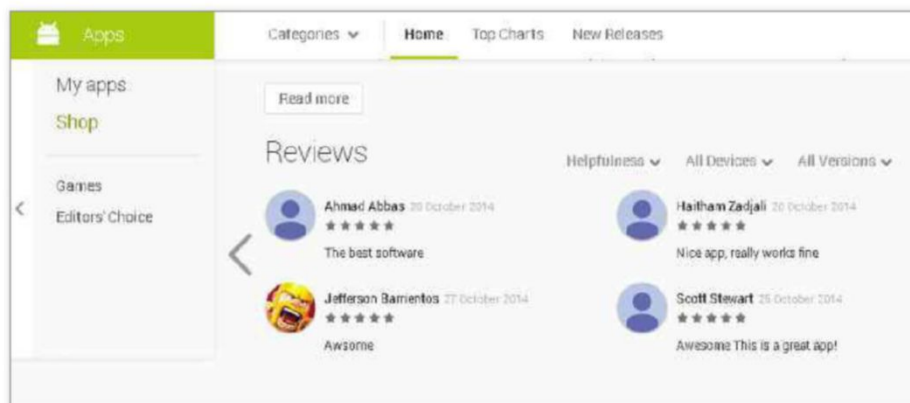 Apps
Categories Home Top Charts New Releases
My apps
Shop
Games
Editors' Choice
Read more
Reviews
Helpfulness All Devices All Versions
Ahmad Abbas 20 October 2014
The best software
Haitham Zadjali 20 October 2014
Nice app, really works fine
Jefferson Barrientos 27 October 2014
Awsome
Scott Stewart 25 October 2014
Awesome This is a great app!